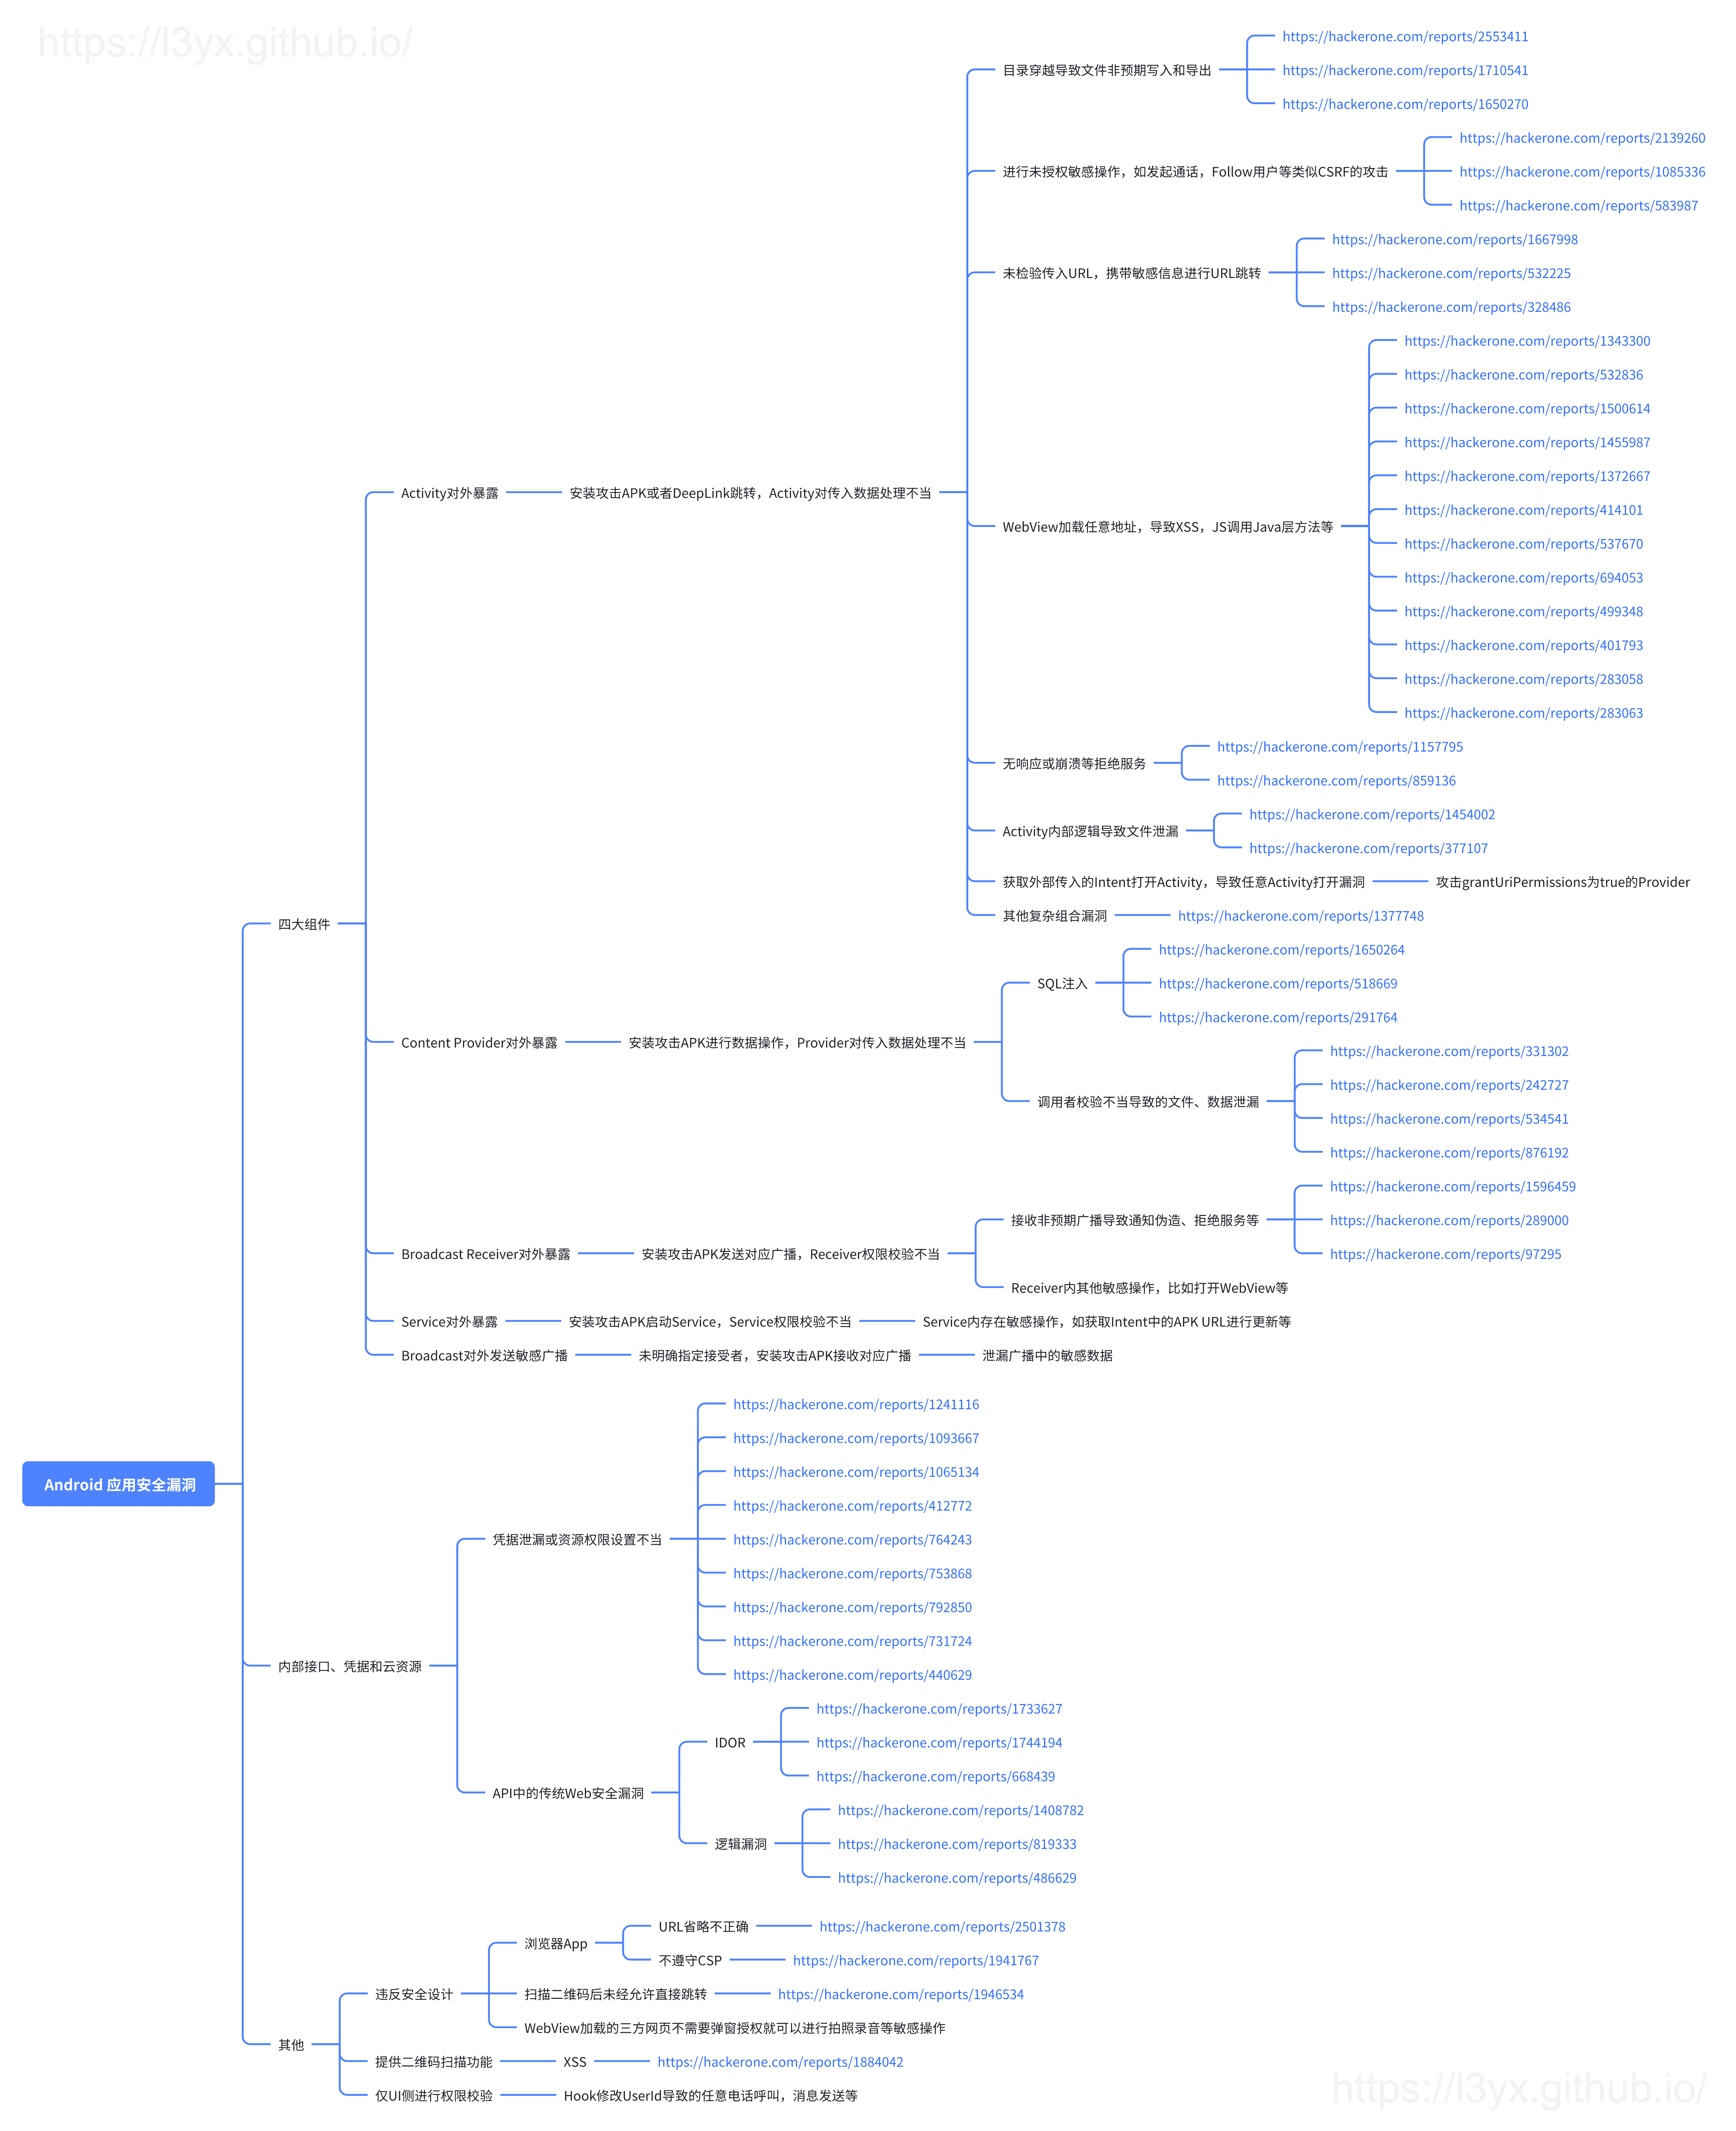 https://l3yx.github.io/
Android 应用安全漏洞
四大组件
Activity对外暴露
安装攻击APK或者DeepLink跳转，Activity对传入数据处理不当
目录穿越导致文件非预期写入和导出
https://hackerone.com/reports/2553411
https://hackerone.com/reports/1710541
https://hackerone.com/reports/1650270
进行未授权敏感操作，如发起通话，Follow用户等类似CSRF的攻击
https://hackerone.com/reports/2139260
https://hackerone.com/reports/1085336
https://hackerone.com/reports/583987
未检验传入URL，携带敏感信息进行URL跳转
https://hackerone.com/reports/1667998
https://hackerone.com/reports/532225
https://hackerone.com/reports/328486
WebView加载任意地址，导致XSS，JS调用Java层方法等
https://hackerone.com/reports/1343300
https://hackerone.com/reports/532836
https://hackerone.com/reports/1500614
https://hackerone.com/reports/1455987
https://hackerone.com/reports/1372667
https://hackerone.com/reports/414101
https://hackerone.com/reports/537670
https://hackerone.com/reports/694053
https://hackerone.com/reports/499348
https://hackerone.com/reports/401793
https://hackerone.com/reports/283058
https://hackerone.com/reports/283063
无响应或崩溃等拒绝服务
https://hackerone.com/reports/1157795
https://hackerone.com/reports/859136
Activity内部逻辑导致文件泄漏
https://hackerone.com/reports/1454002
https://hackerone.com/reports/377107
获取外部传入的Intent打开Activity，导致任意Activity打开漏洞
攻击grantUriPermissions为true的Provider
其他复杂组合漏洞
https://hackerone.com/reports/1377748
Content Provider对外暴露
安装攻击APK进行数据操作，Provider对传入数据处理不当
SQL注入
https://hackerone.com/reports/1650264
https://hackerone.com/reports/518669
https://hackerone.com/reports/291764
调用者校验不当导致的文件、数据泄漏
https://hackerone.com/reports/331302
https://hackerone.com/reports/242727
https://hackerone.com/reports/534541
https://hackerone.com/reports/876192
Broadcast Receiver对外暴露
安装攻击APK发送对应广播，Receiver权限校验不当
接收非预期广播导致通知伪造、拒绝服务等
https://hackerone.com/reports/1596459
https://hackerone.com/reports/289000
https://hackerone.com/reports/97295
Receiver内其他敏感操作，比如打开WebView等
Service对外暴露
安装攻击APK启动Service，Service权限校验不当
Service内存在敏感操作，如获取Intent中的APK URL进行更新等
Broadcast对外发送敏感广播
未明确指定接受者，安装攻击APK接收对应广播
泄漏广播中的敏感数据
内部接口、凭据和云资源
凭据泄漏或资源权限设置不当
https://hackerone.com/reports/1241116
https://hackerone.com/reports/1093667
https://hackerone.com/reports/1065134
https://hackerone.com/reports/412772
https://hackerone.com/reports/764243
https://hackerone.com/reports/753868
https://hackerone.com/reports/792850
https://hackerone.com/reports/731724
https://hackerone.com/reports/440629
API中的传统Web安全漏洞
IDOR
https://hackerone.com/reports/1733627
https://hackerone.com/reports/1744194
https://hackerone.com/reports/668439
逻辑漏洞
https://hackerone.com/reports/1408782
https://hackerone.com/reports/819333
https://hackerone.com/reports/486629
其他
违反安全设计
浏览器App
URL省略不正确
https://hackerone.com/reports/2501378
不遵守CSP
https://hackerone.com/reports/1941767
扫描二维码后未经允许直接跳转
https://hackerone.com/reports/1946534
WebView加载的三方网页不需要弹窗授权就可以进行拍照录音等敏感操作
提供二维码扫描功能
XSS
https://hackerone.com/reports/1884042
仅UI侧进行权限校验
Hook修改UserId导致的任意电话呼叫，消息发送等
https://l3yx.github.io/